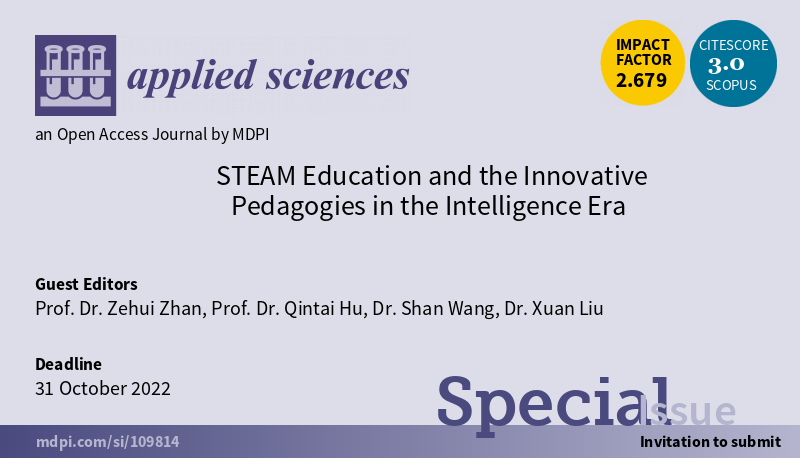 applied sciences
IMPACT
FACTOR
2.679
CITESCORE
3.0
SCOPUS
an Open Access Journal by MDPI
STEAM Education and the Innovative
Pedagogies in the Intelligence Era
Guest Editors
Prof. Dr. Zehui Zhan, Prof. Dr. Qintai Hu, Dr. Shan Wang, Dr. Xuan Liu
Deadline
31 October 2022
Special
Issue
mdpi.com/si/109814
Invitation to submit